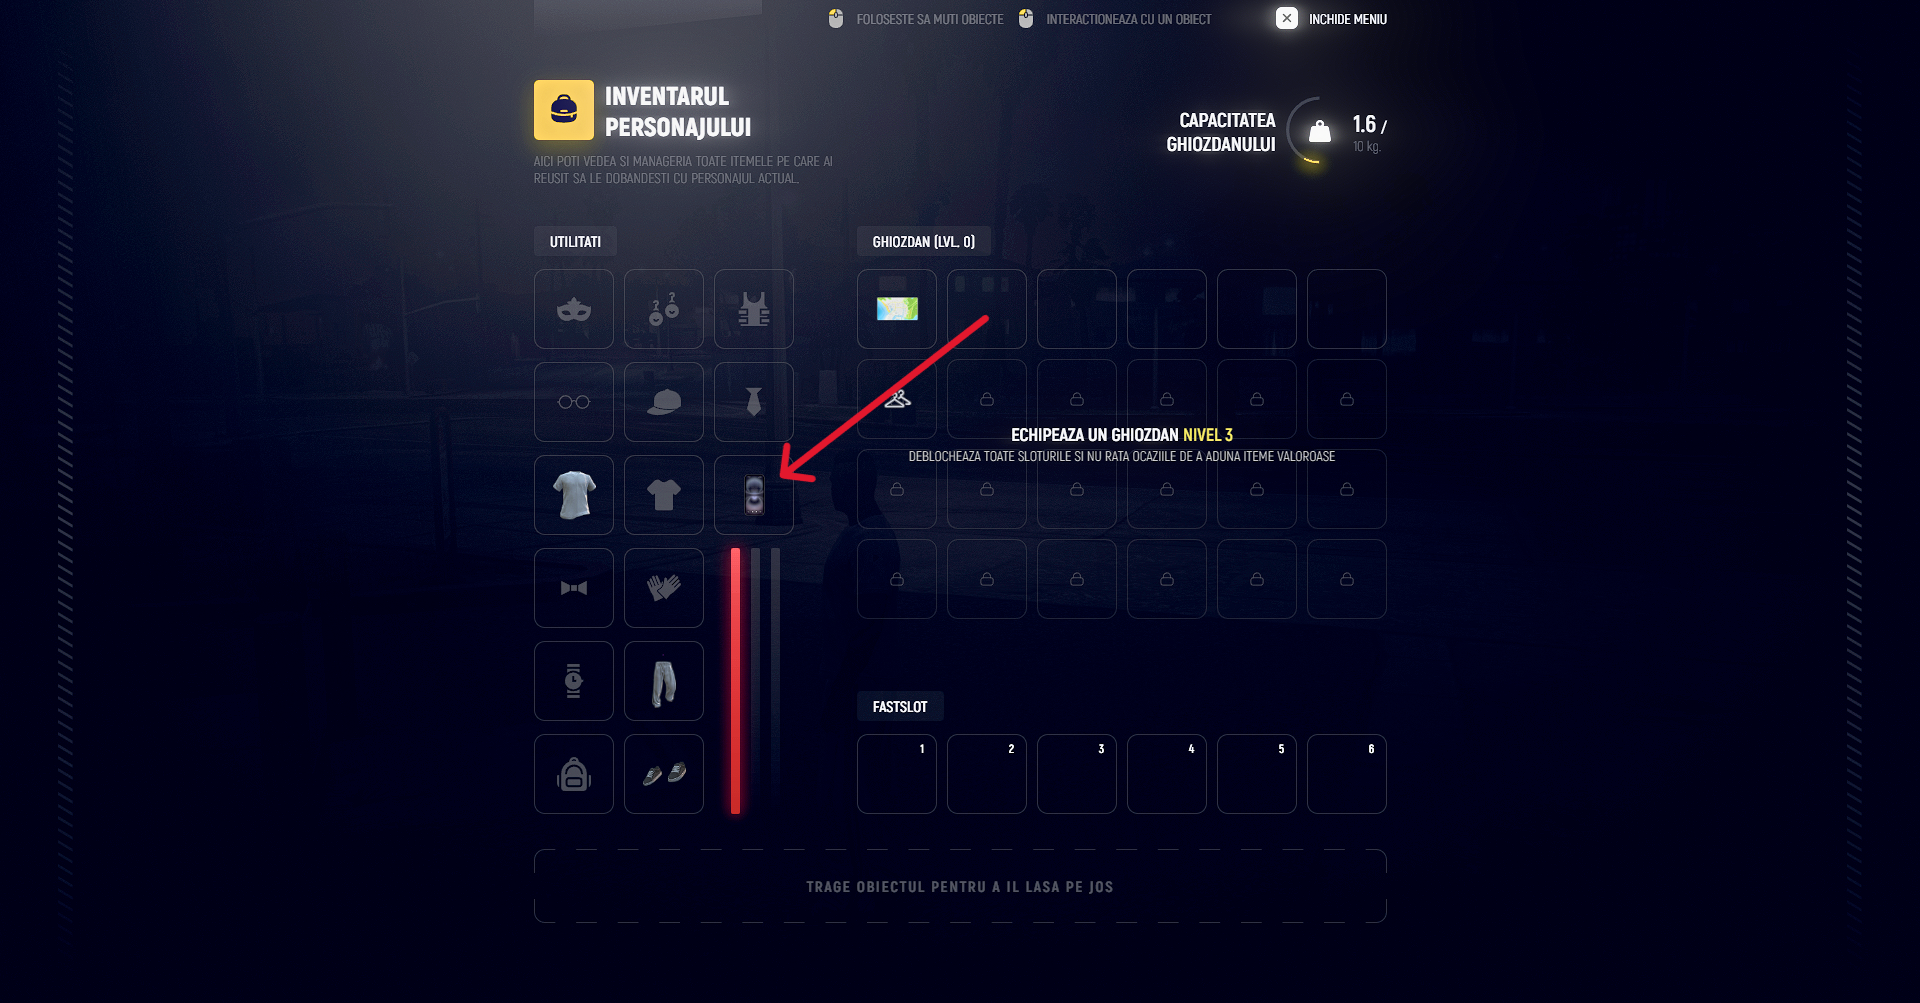 FOLOSESTE SA MUTI OBIECTE
INTERACTIONEAZA CU UN OBIECT
INCHIDE MENIU
INVENTARUL
PERSONAJULUI
AICI POTI VEDEA SI MANAGERIA TOATE ITEMELE PE CARE AI
REUSIT SA LE DOBANDESTI CU PERSONAJUL ACTUAL.
CAPACITATEA
GHIOZDANULUI
1.6 /
10 kg.
UTILITATI
GHIOZDAN (LVL. 0)
ECHIPEAZA UN GHIOZDAN NIVEL 3
DEBLOCHEAZA TOATE SLOTURILE SI NU RATA OCAZIILE DE A ADUNA ITEME VALOROASE
FASTSLOT
1 2 3 4 5 6
TRAGE OBIECTUL PENTRU A IL LASA PE JOS